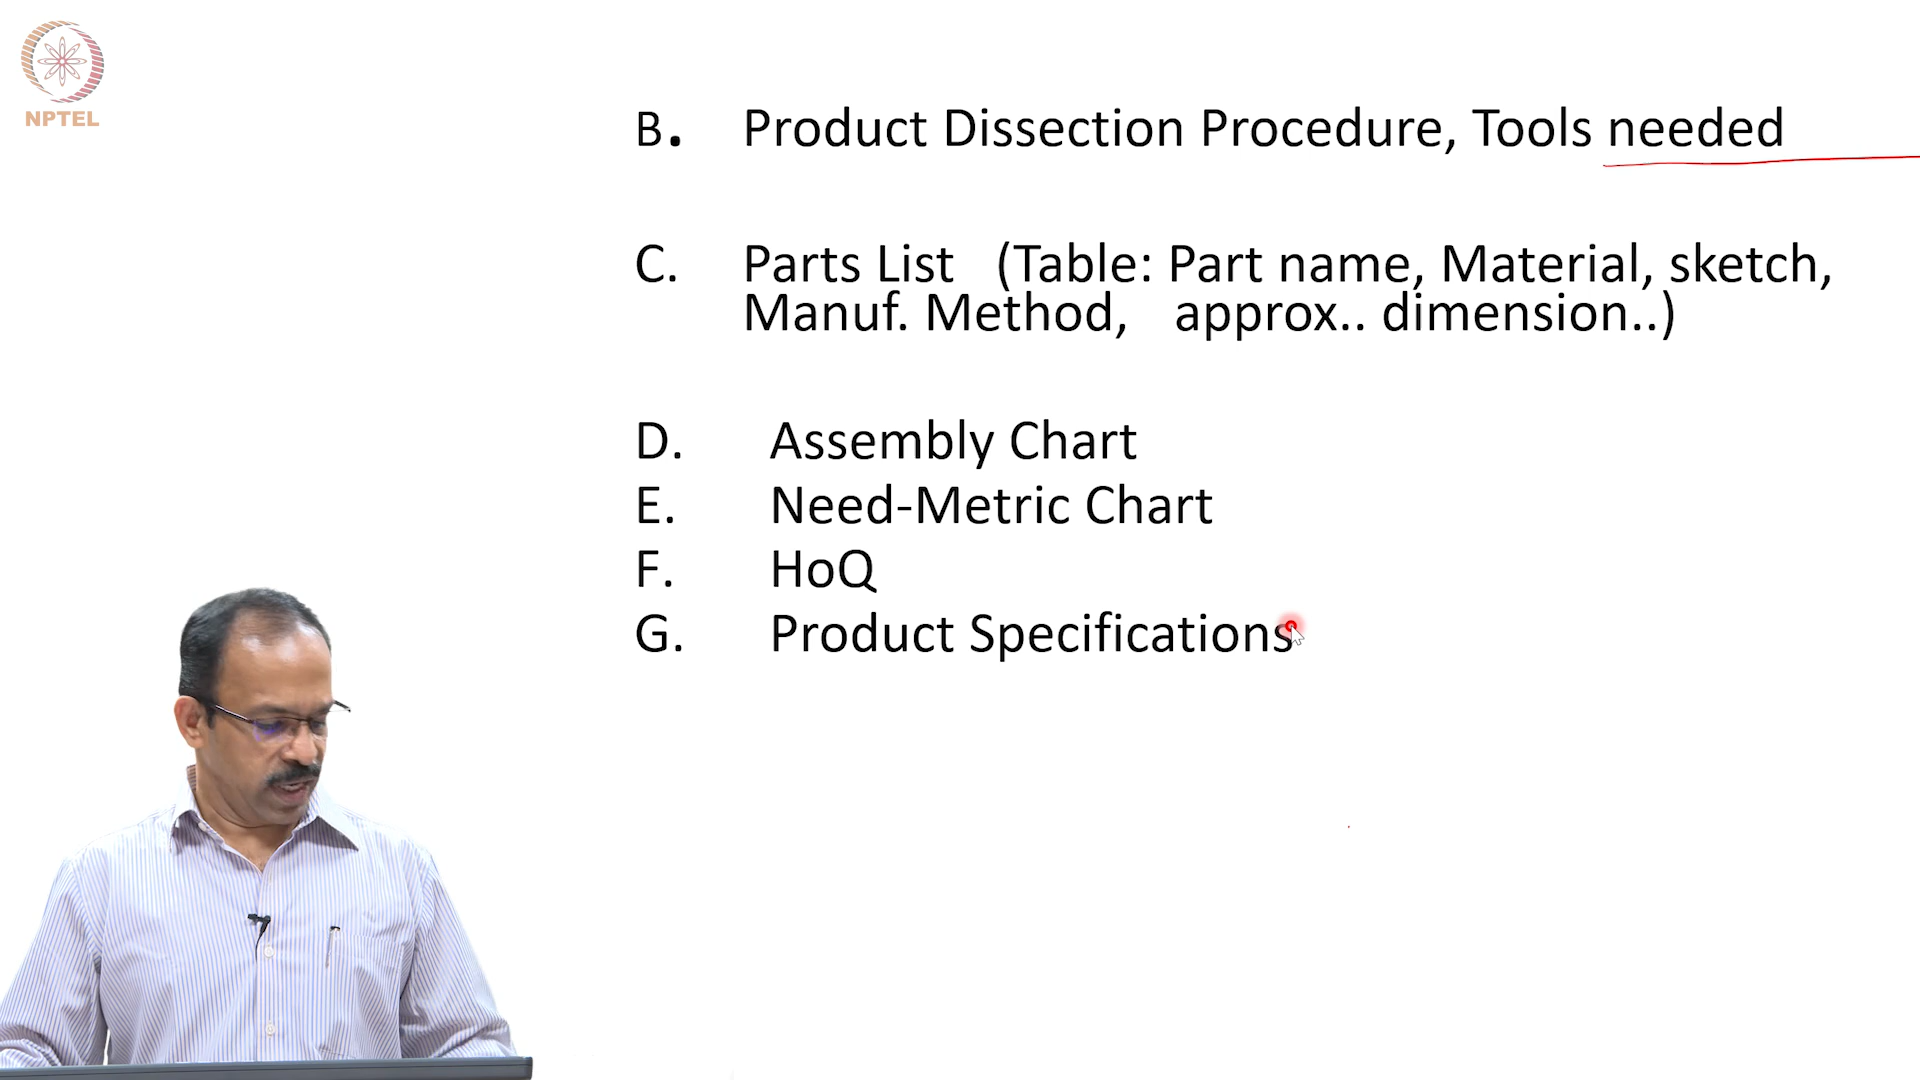 NPTEL
B. Product Dissection Procedure, Tools needed
C. Parts List (Table: Part name, Material, sketch,
Manuf. Method, approx.. dimension..)
D. Assembly Chart
E. Need-Metric Chart
F. HoQ
G. Product Specifications